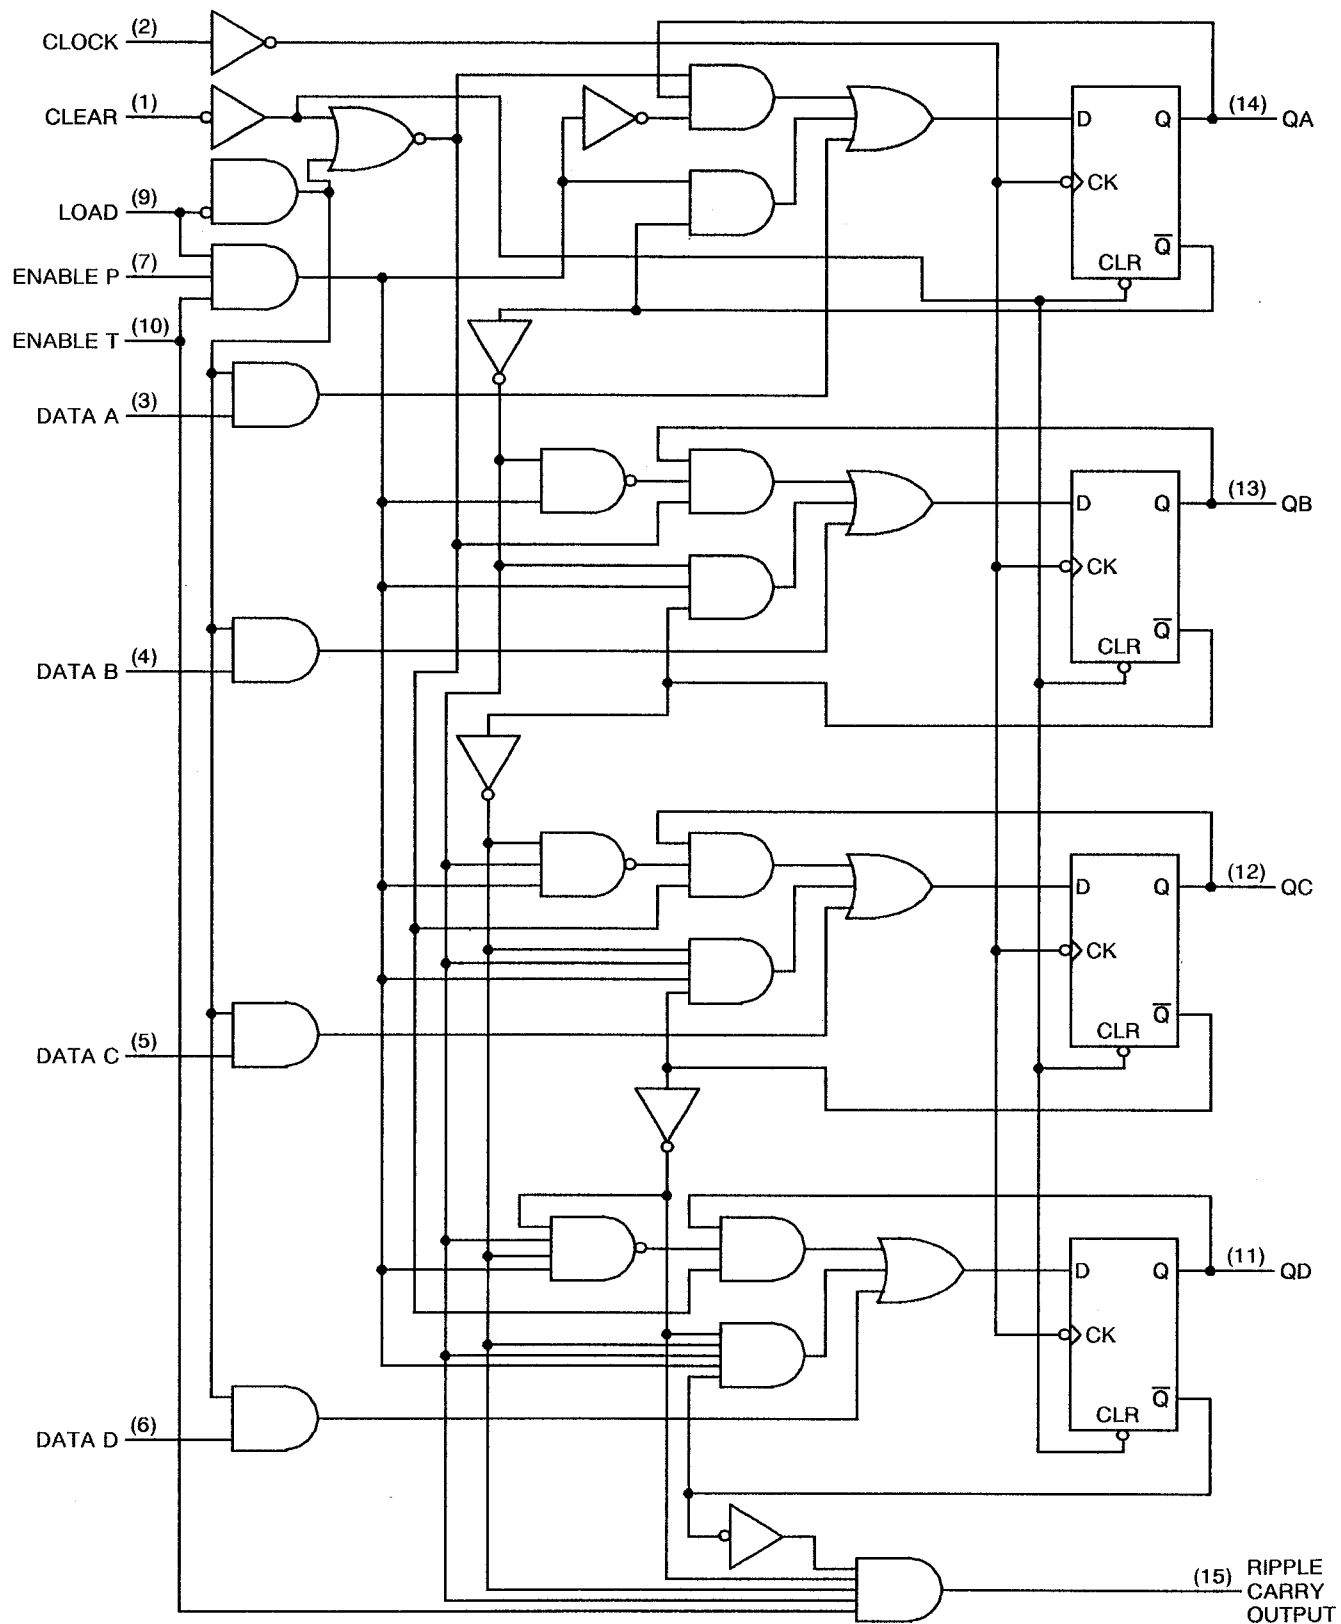 CLOCK (2)
CLEAR (1)
LOAD (9)
ENABLE P (7)
ENABLE T (10)
DATA A (3)
D Q (14) QA
CK
Q̅
CLR
D Q (13) QB
CK
Q̅
CLR
DATA B (4)
D Q (12) QC
CK
Q̅
CLR
DATA C (5)
D Q (11) QD
CK
Q̅
CLR
DATA D (6)
(15) RIPPLE
CARRY
OUTPUT